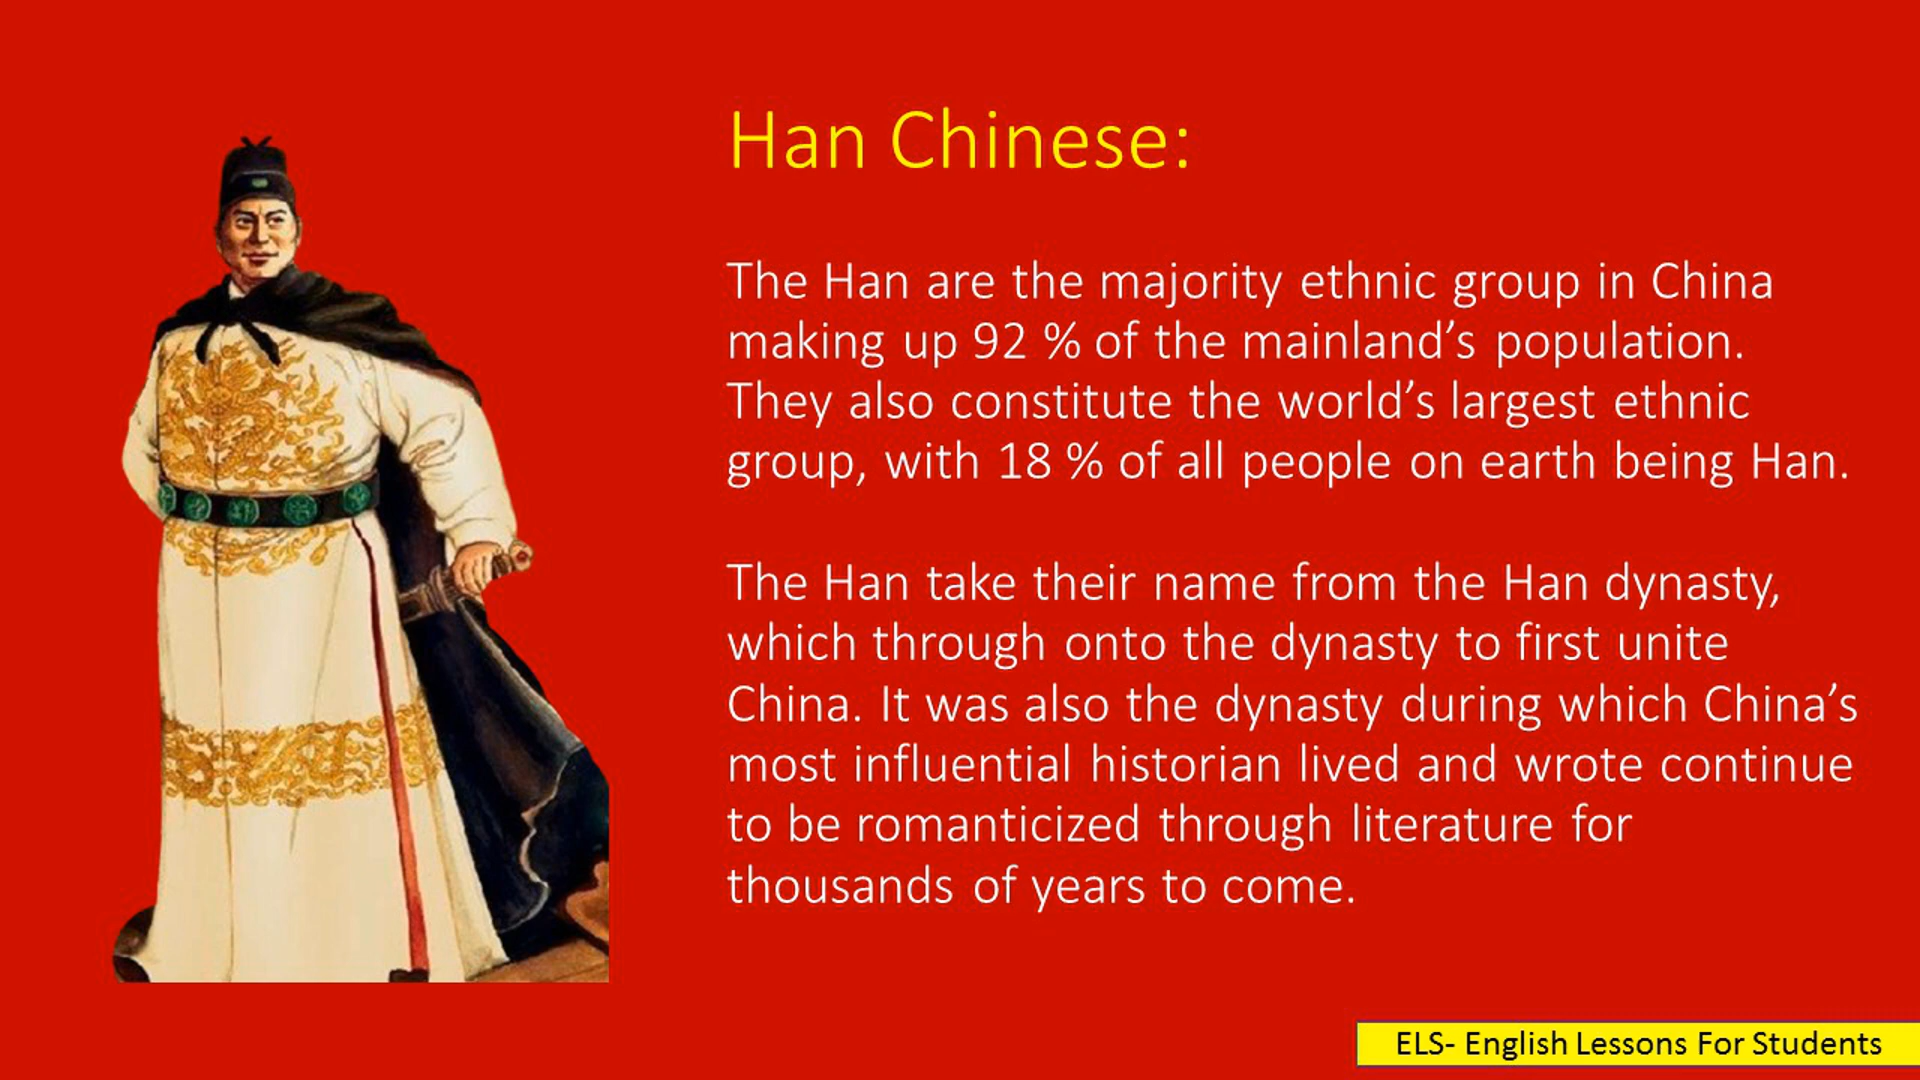 Han Chinese:
The Han are the majority ethnic group in China
making up 92 % of the mainland’s population.
They also constitute the world’s largest ethnic
group, with 18 % of all people on earth being Han.
The Han take their name from the Han dynasty,
which through onto the dynasty to first unite
China. It was also the dynasty during which China’s
most influential historian lived and wrote continue
to be romanticized through literature for
thousands of years to come.
ELS- English Lessons For Students